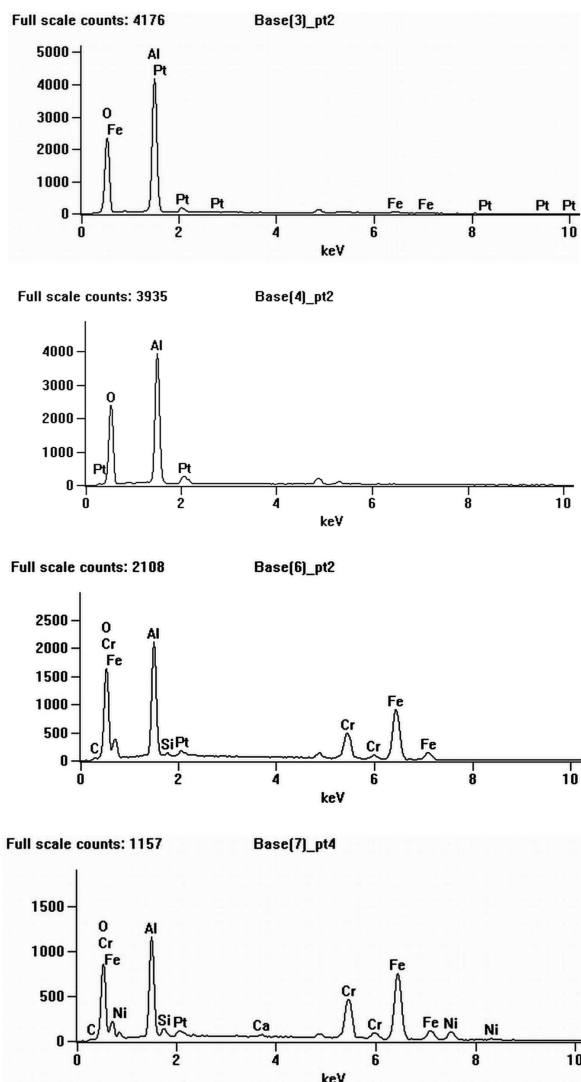 Full scale counts: 4176 Base(3)_pt2
5000
4000
3000
2000
1000
0
Al
Pt
O
Fe
Pt Pt Fe Fe Pt Pt Pt
0 2 4 6 8 10
keV
Full scale counts: 3935 Base(4)_pt2
4000
3000
2000
1000
0
Al
O
Pt Pt
0 2 4 6 8 10
keV
Full scale counts: 2108 Base(6)_pt2
2500
2000
1500
1000
500
0
O
Cr Al
Fe
Fe
Cr
C Si Pt Cr Fe
0 2 4 6 8 10
keV
Full scale counts: 1157 Base(7)_pt4
1500
1000
500
0
Al
O
Cr
Fe Fe
Cr
Ni Si
C Pt Ca Cr Fe Ni Ni
0 2 4 6 8 10
keV